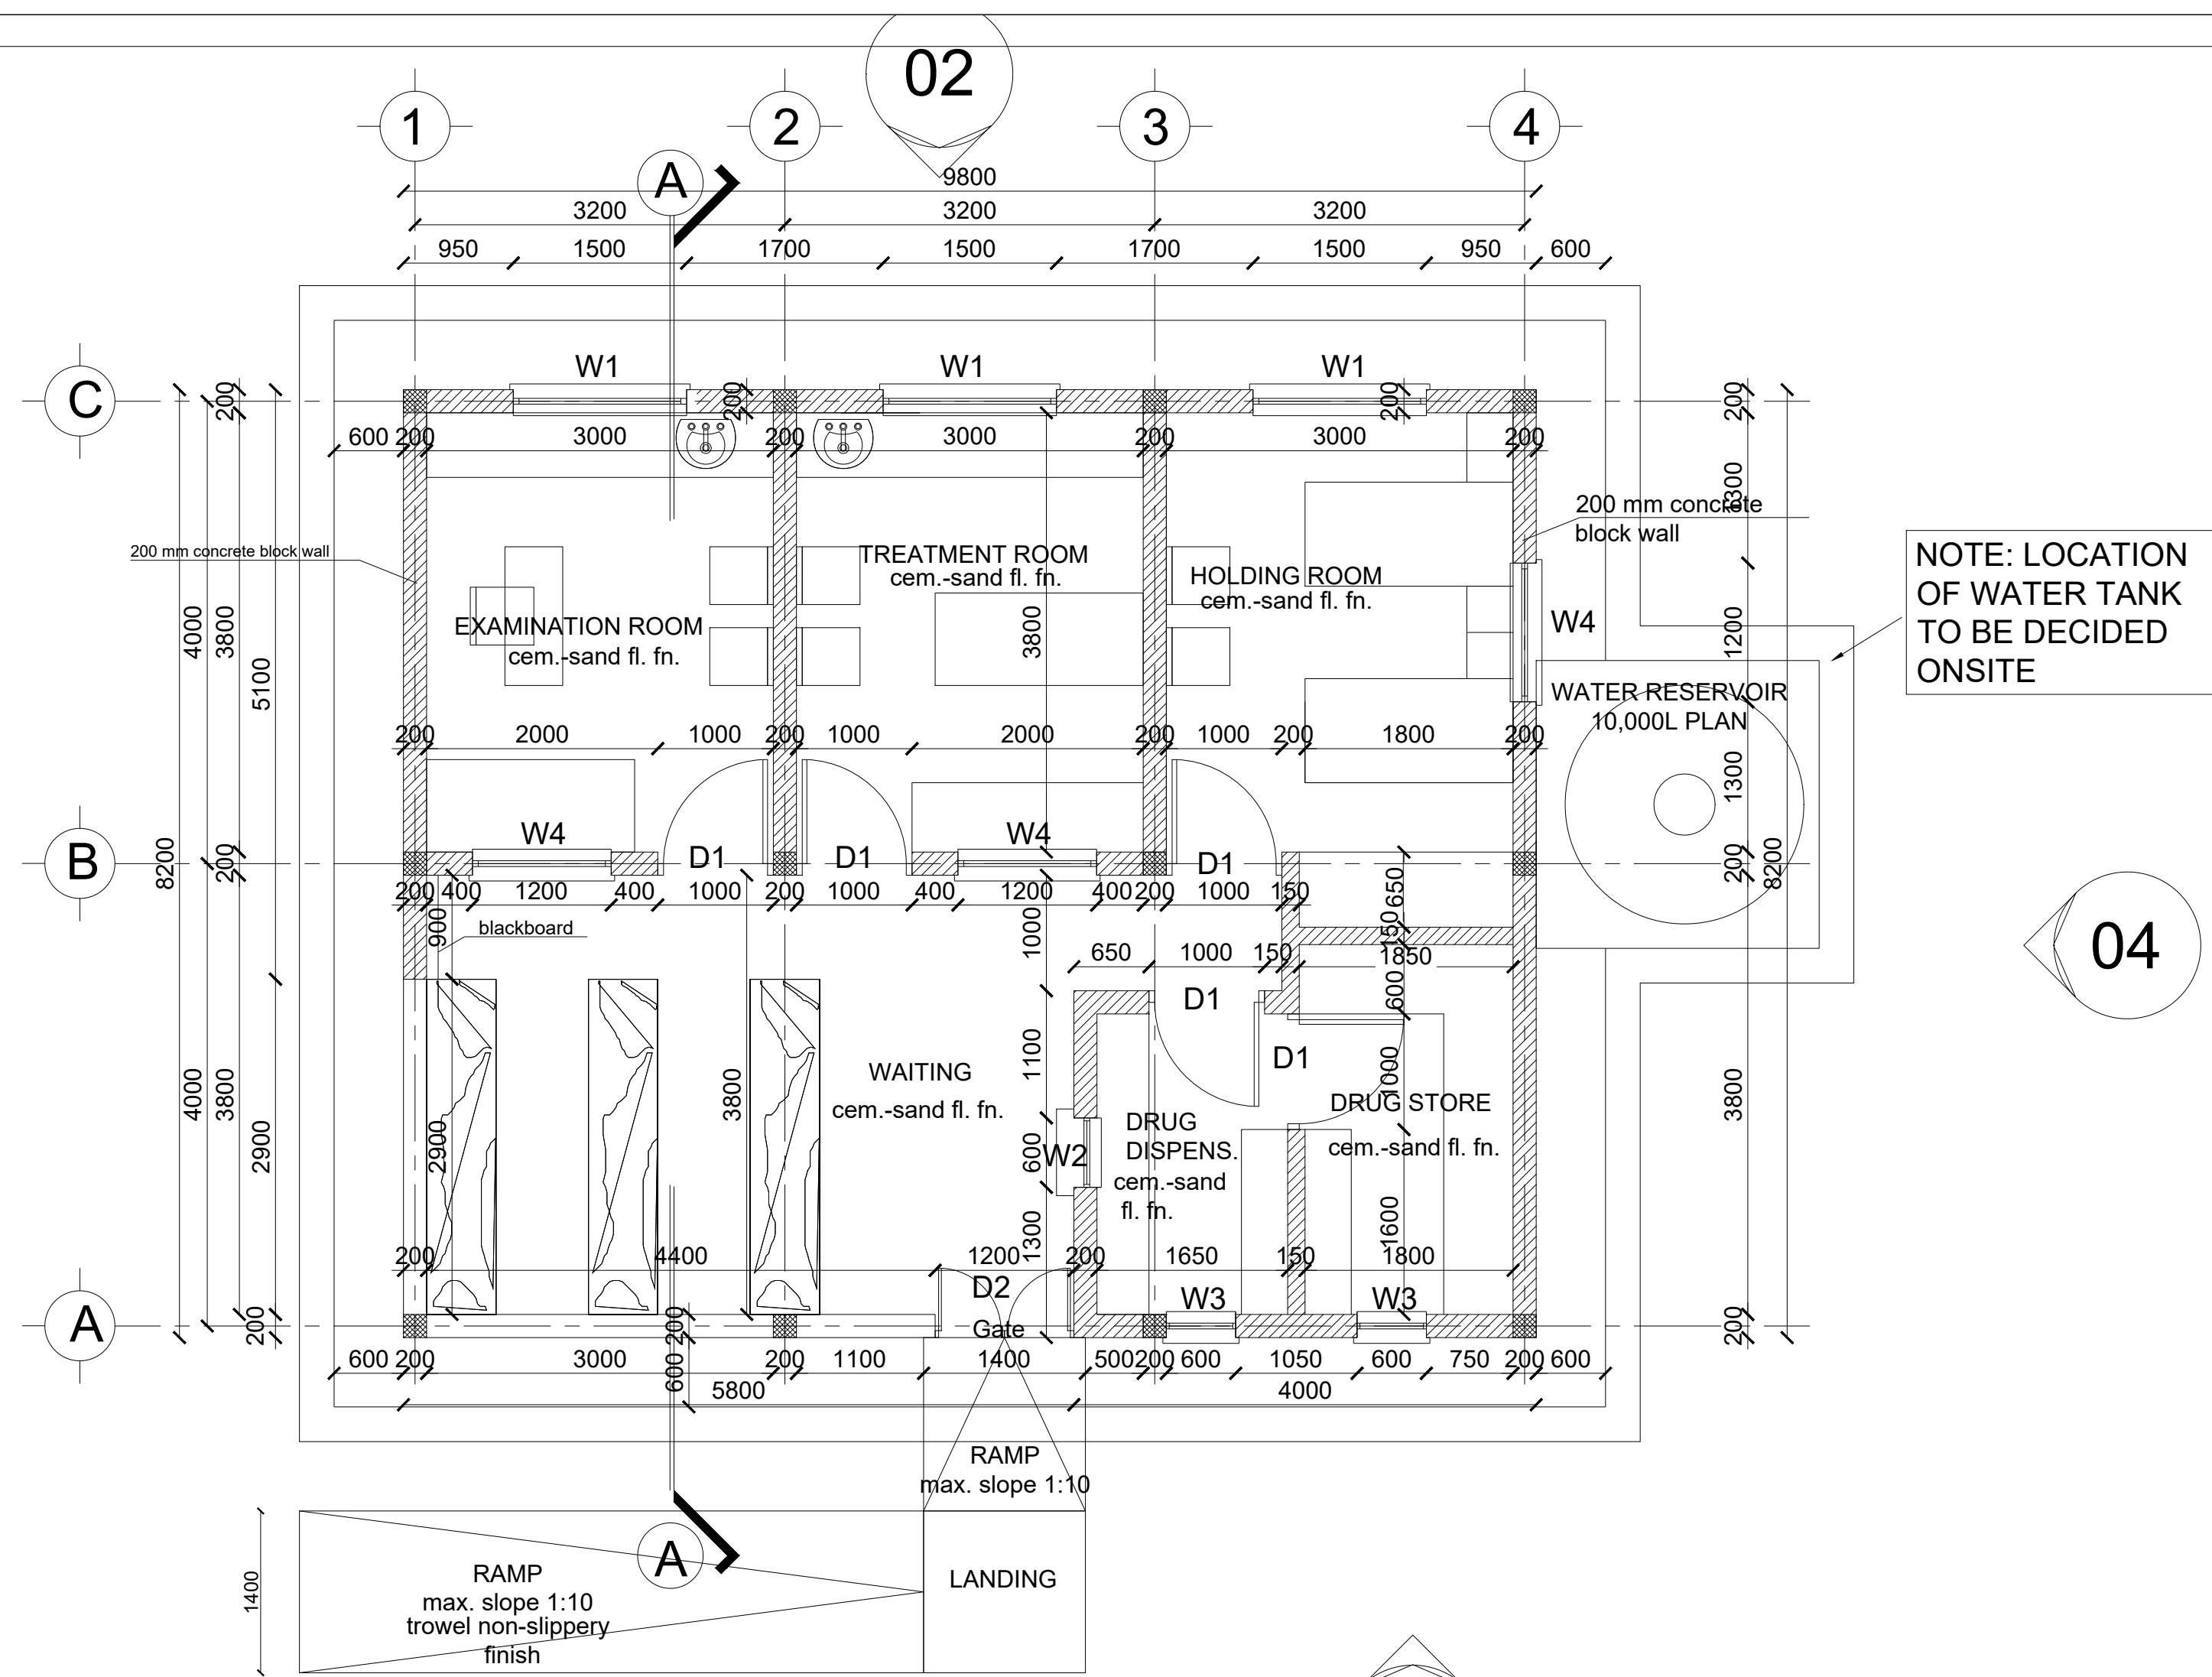 02
1 2 3 4
A
9800
3200 3200 3200
950 1500 1700 1500 1700 1500 950 600
W1 W1 W1
C
200 200 200 200
600 200 3000 200 3000 200 3000 200
1300
200 mm concrete
block wall
200 mm concrete block wall
NOTE: LOCATION
OF WATER TANK
TO BE DECIDED
ONSITE
TREATMENT ROOM
cem.-sand fl. fn.
HOLDING ROOM
cem.-sand fl. fn.
EXAMINATION ROOM
cem.-sand fl. fn.
W4
4000 3800 5100 3800 1200
WATER RESERVOIR
10,000L PLAN
200 2000 1000 200 1000 2000 200 1000 200 1800 200
1300
W4 D1 D1 W4 D1
B
8200 200 200 8200
200 400 1200 400 1000 200 1000 400 1200 400 200 1000 150
650
900 blackboard 1000 150
650 1000 150 1850
600
04
D1
D1
1100 1000
WAITING
cem.-sand fl. fn.
4000 3800 2900 2900 3800 3800
DRUG STORE
cem.-sand fl. fn.
DRUG
DISPENS.
cem.-sand
fl. fn.
600 W2
1300 1600
200 4400 1200 200 1650 150 1800
D2
Gate
W3 W3
A
200 200 200
600 200 3000 200 1100 1400 500 200 600 1050 600 750 200 600
600
5800 4000
RAMP
max. slope 1:10
A
LANDING
1400
RAMP
max. slope 1:10
trowel non-slippery
finish